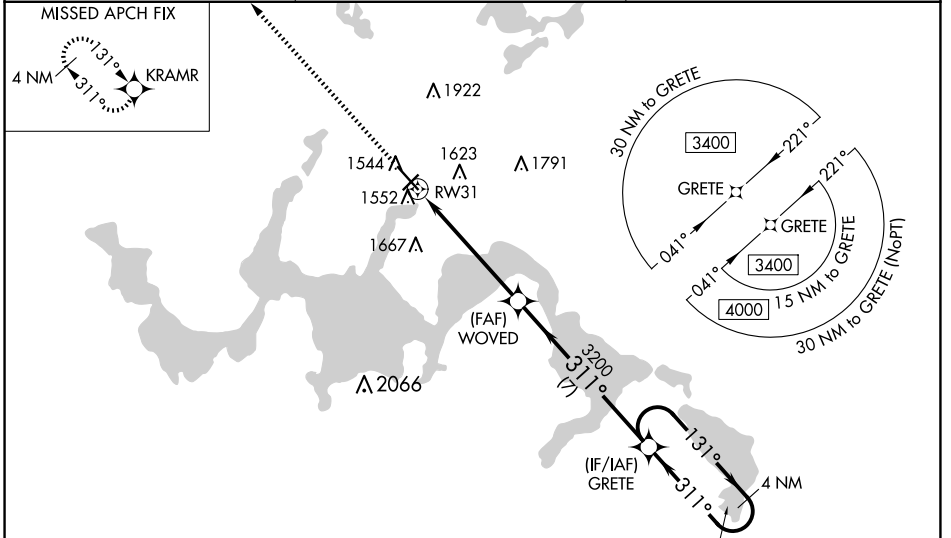 MISSED APCH FIX
131°
4 NM
KRAMR
311°
1922
1544
1623
1791
1552
RW31
1667
(FAF)
WOVED
2066
3200
311°
(7)
(IF/IAF)
GRETE
131°
311°
4 NM
30 NM to GRETE
3400
221°
GRETE
041°
221°
GRETE
041°
3400
15 NM to GRETE
4000
30 NM to GRETE (NoPT)